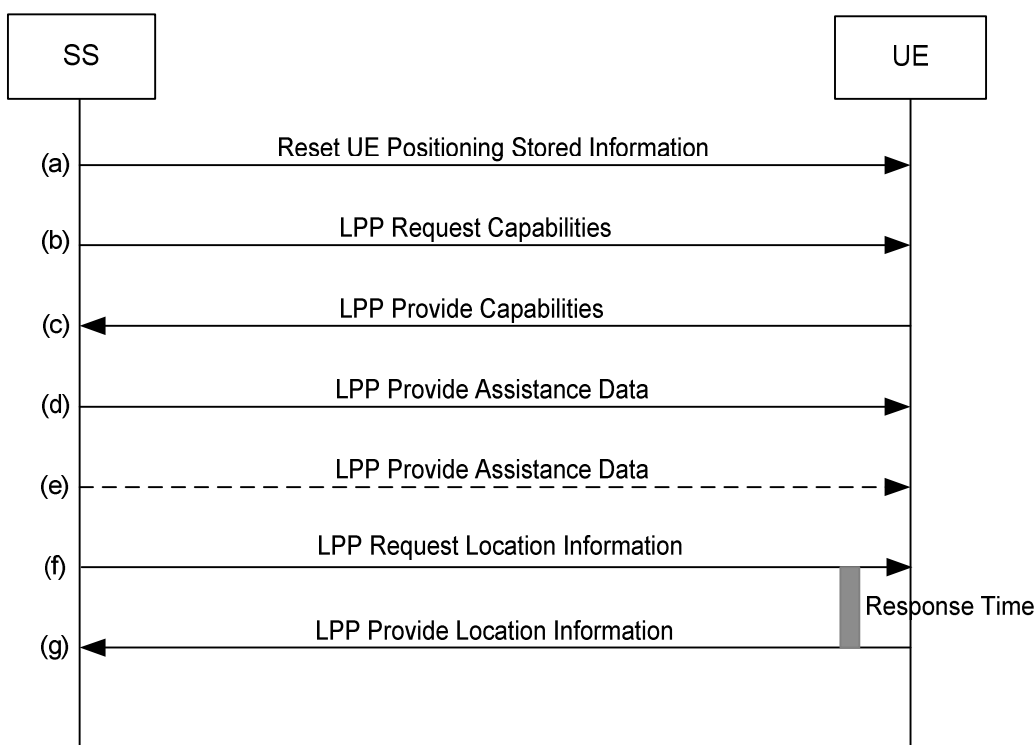 SS
UE
(a) Reset UE Positioning Stored Information
(b) LPP Request Capabilities
(c) LPP Provide Capabilities
(d) LPP Provide Assistance Data
(e) LPP Provide Assistance Data
(f) LPP Request Location Information
Response Time
(g) LPP Provide Location Information